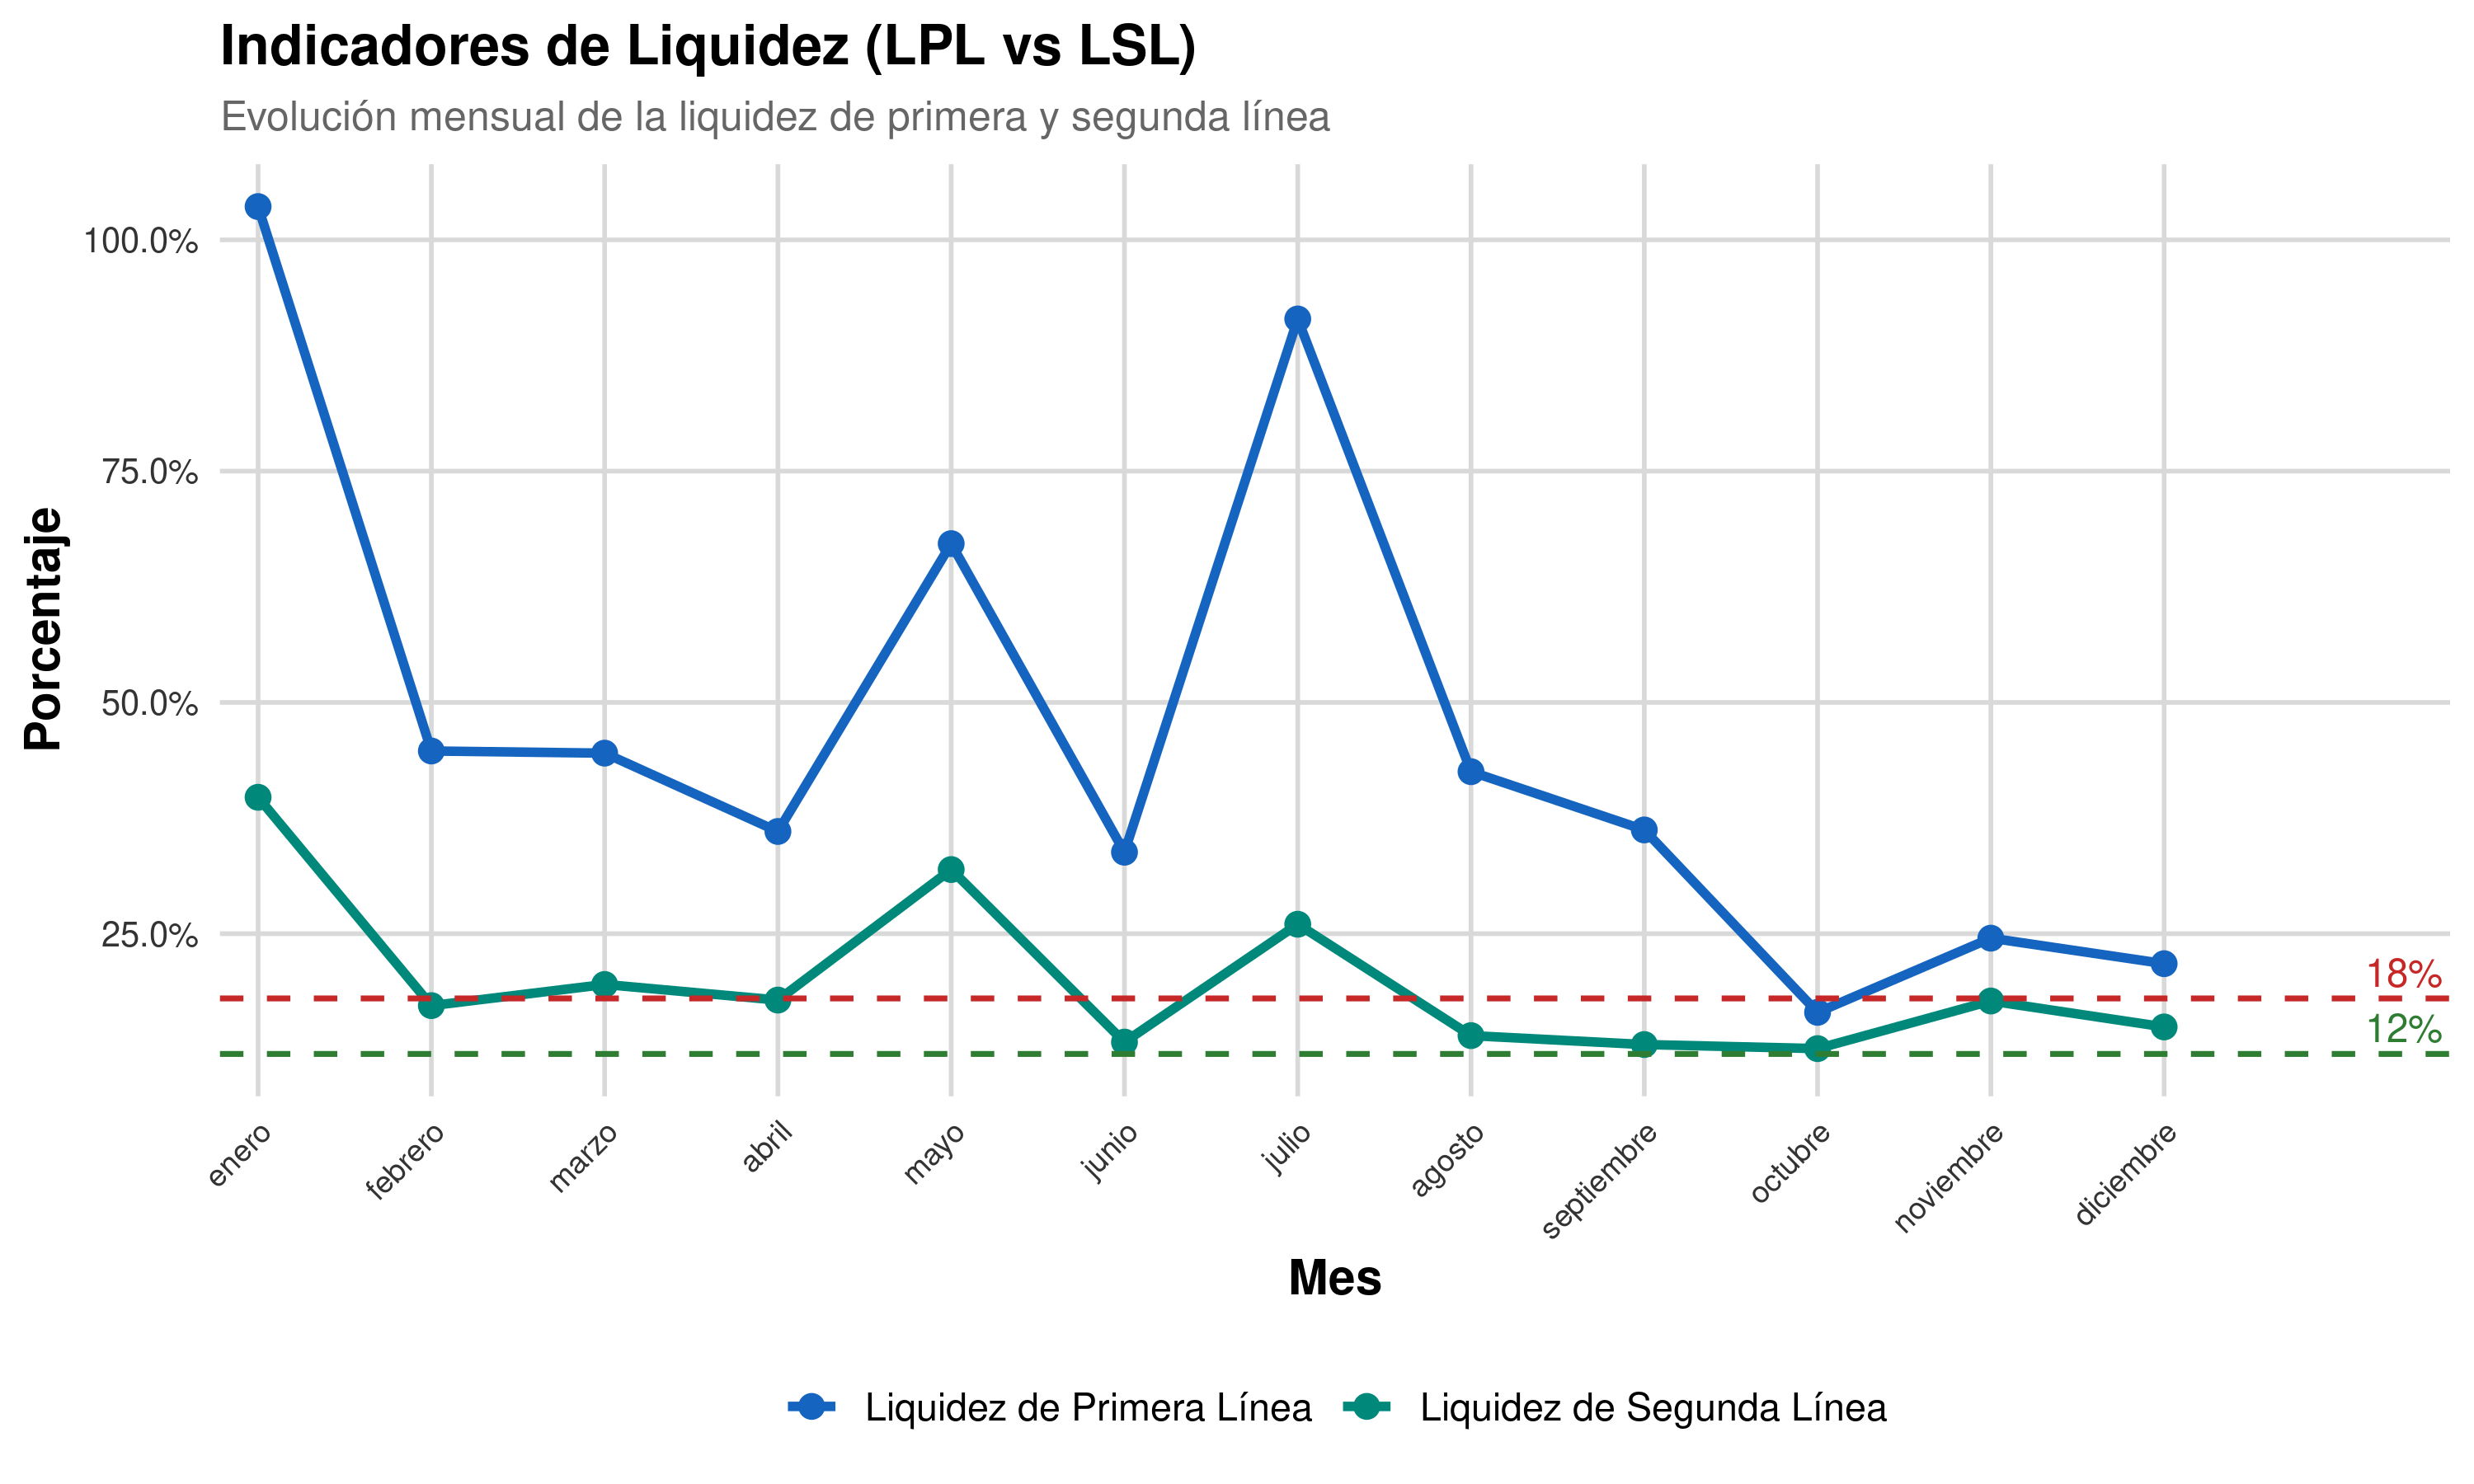 Indicadores de Liquidez (LPL vs LSL)
Evolución mensual de la liquidez de primera y segunda línea
Porcentaje
100.0%
75.0%
50.0%
25.0%
18%
12%
enero
febrero
marzo
abril
mayo
junio
julio
agosto
septiembre
octubre
noviembre
diciembre
Mes
Liquidez de Primera Línea
Liquidez de Segunda Línea